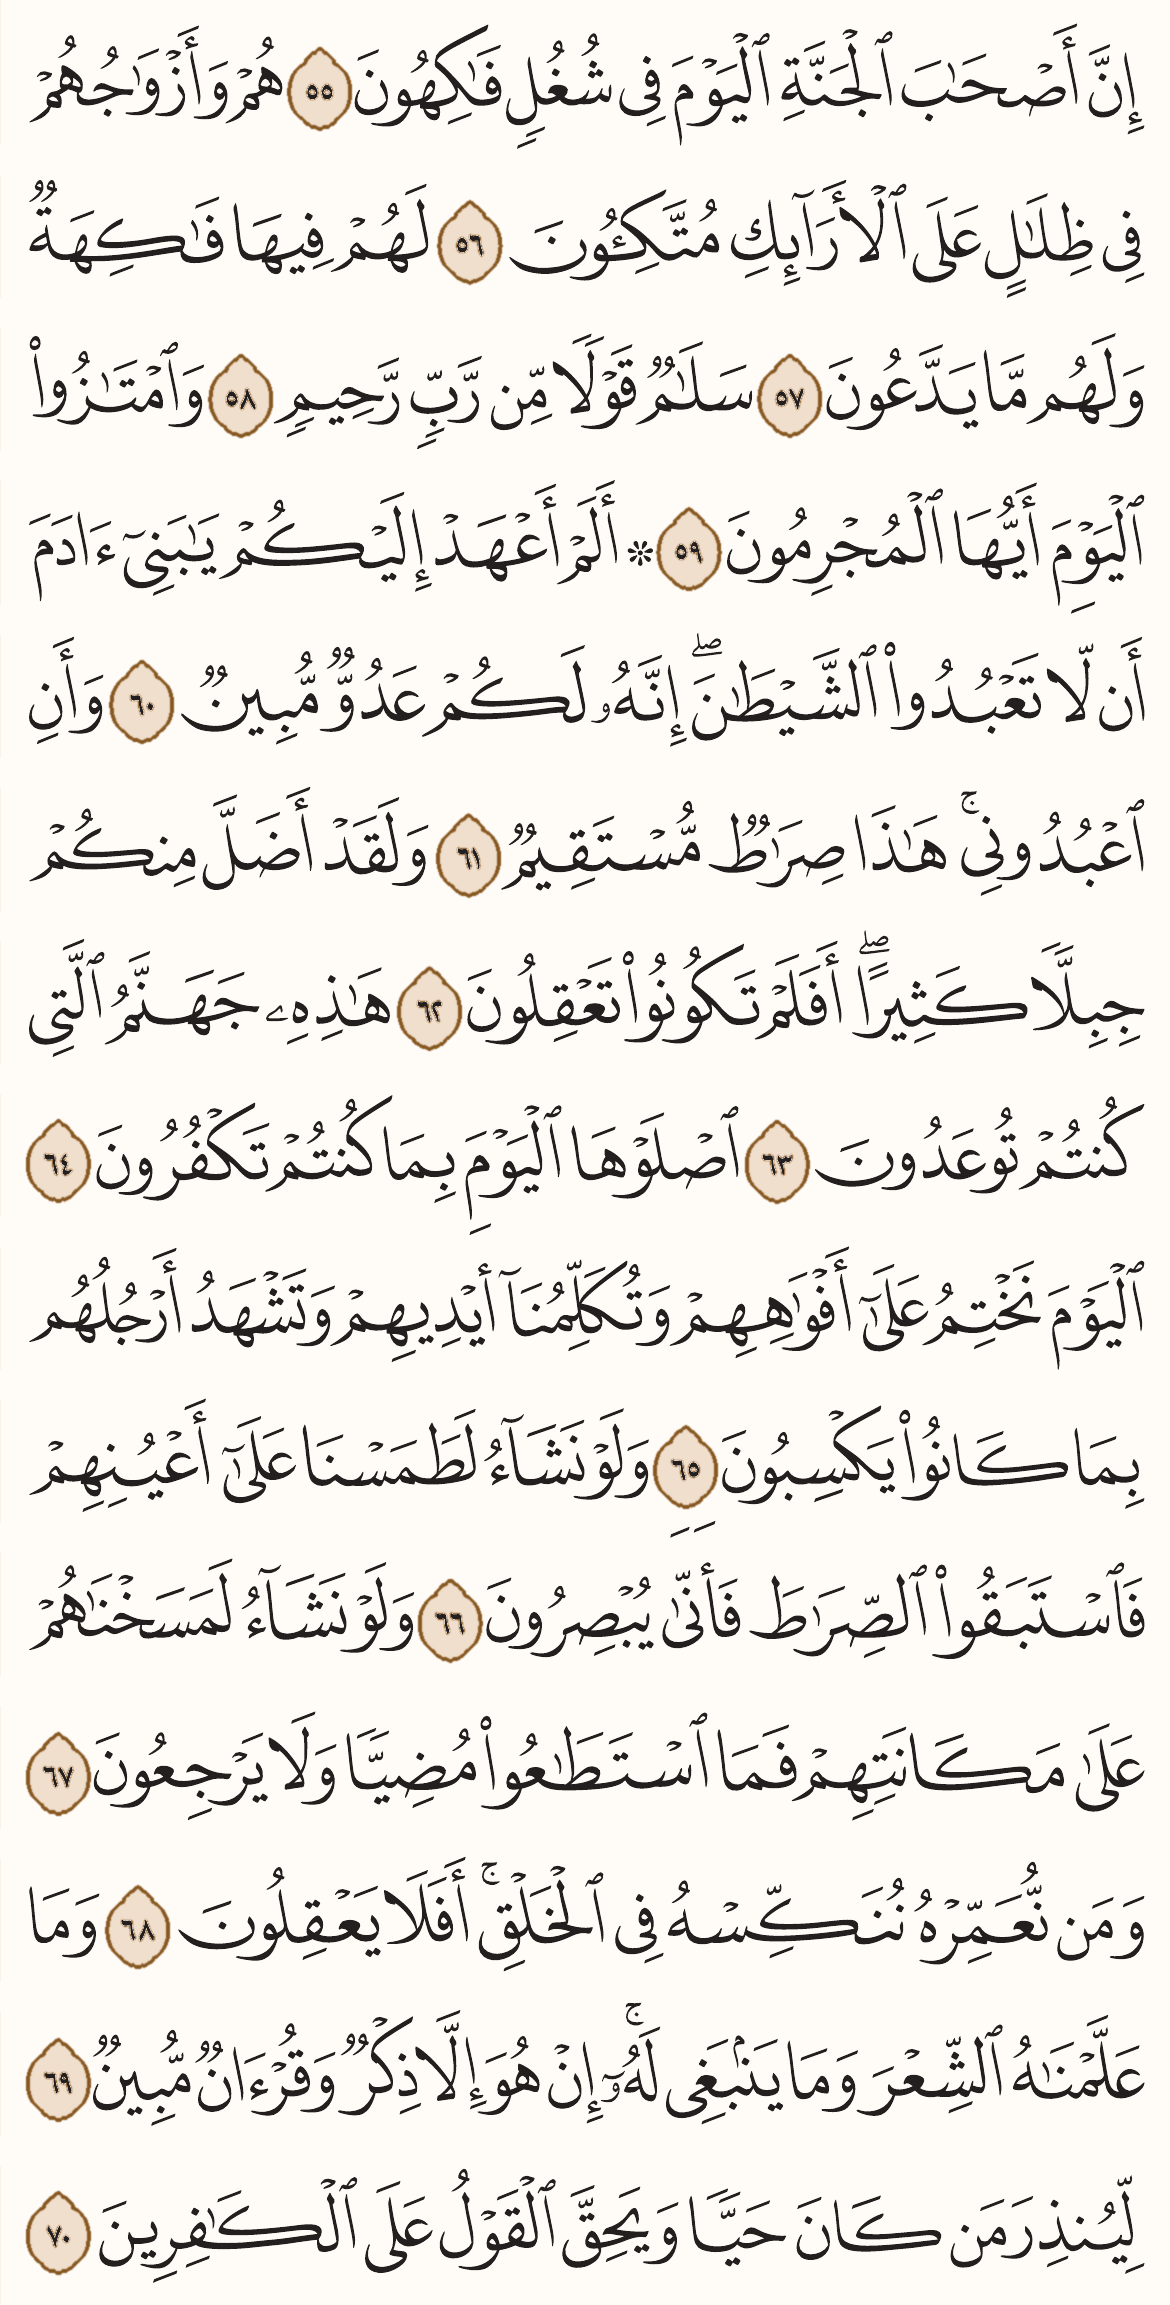 إِنَّ أَصْحَٰبَ ٱلْجَنَّةِ ٱلْيَوْمَ فِى شُغُلٍ فَٰكِهُونَ ٥٥ هُمْ وَأَزْوَٰجُهُمْ
فِى ظِلَٰلٍ عَلَى ٱلْأَرَآئِكِ مُتَّكِـُٔونَ ٥٦ لَهُمْ فِيهَا فَٰكِهَةٌ
وَلَهُم مَّا يَدَّعُونَ ٥٧ سَلَٰمٌ قَوْلًا مِّن رَّبٍّ رَّحِيمٍ ٥٨ وَٱمْتَٰزُوا۟
ٱلْيَوْمَ أَيُّهَا ٱلْمُجْرِمُونَ ٥٩ ۞ أَلَمْ أَعْهَدْ إِلَيْكُمْ يَٰبَنِىٓ ءَادَمَ
أَن لَّا تَعْبُدُوا۟ ٱلشَّيْطَٰنَ ۖ إِنَّهُۥ لَكُمْ عَدُوٌّ مُّبِينٌ ٦٠ وَأَنِ
ٱعْبُدُونِى ۚ هَٰذَا صِرَٰطٌ مُّسْتَقِيمٌ ٦١ وَلَقَدْ أَضَلَّ مِنكُمْ
جِبِلًّا كَثِيرًا ۖ أَفَلَمْ تَكُونُوا۟ تَعْقِلُونَ ٦٢ هَٰذِهِۦ جَهَنَّمُ ٱلَّتِى
كُنتُمْ تُوعَدُونَ ٦٣ ٱصْلَوْهَا ٱلْيَوْمَ بِمَا كُنتُمْ تَكْفُرُونَ ٦٤
ٱلْيَوْمَ نَخْتِمُ عَلَىٰٓ أَفْوَٰهِهِمْ وَتُكَلِّمُنَآ أَيْدِيهِمْ وَتَشْهَدُ أَرْجُلُهُم
بِمَا كَانُوا۟ يَكْسِبُونَ ٦٥ وَلَوْ نَشَآءُ لَطَمَسْنَا عَلَىٰٓ أَعْيُنِهِمْ
فَٱسْتَبَقُوا۟ ٱلصِّرَٰطَ فَأَنَّىٰ يُبْصِرُونَ ٦٦ وَلَوْ نَشَآءُ لَمَسَخْنَٰهُمْ
عَلَىٰ مَكَانَتِهِمْ فَمَا ٱسْتَطَٰعُوا۟ مُضِيًّا وَلَا يَرْجِعُونَ ٦٧
وَمَن نُّعَمِّرْهُ نُنَكِّسْهُ فِى ٱلْخَلْقِ ۚ أَفَلَا يَعْقِلُونَ ٦٨ وَمَا
عَلَّمْنَٰهُ ٱلشِّعْرَ وَمَا يَنۢبَغِى لَهُۥٓ ۚ إِنْ هُوَ إِلَّا ذِكْرٌ وَقُرْءَانٌ مُّبِينٌ ٦٩
لِّيُنذِرَ مَن كَانَ حَيًّا وَيَحِقَّ ٱلْقَوْلُ عَلَى ٱلْكَٰفِرِينَ ٧٠